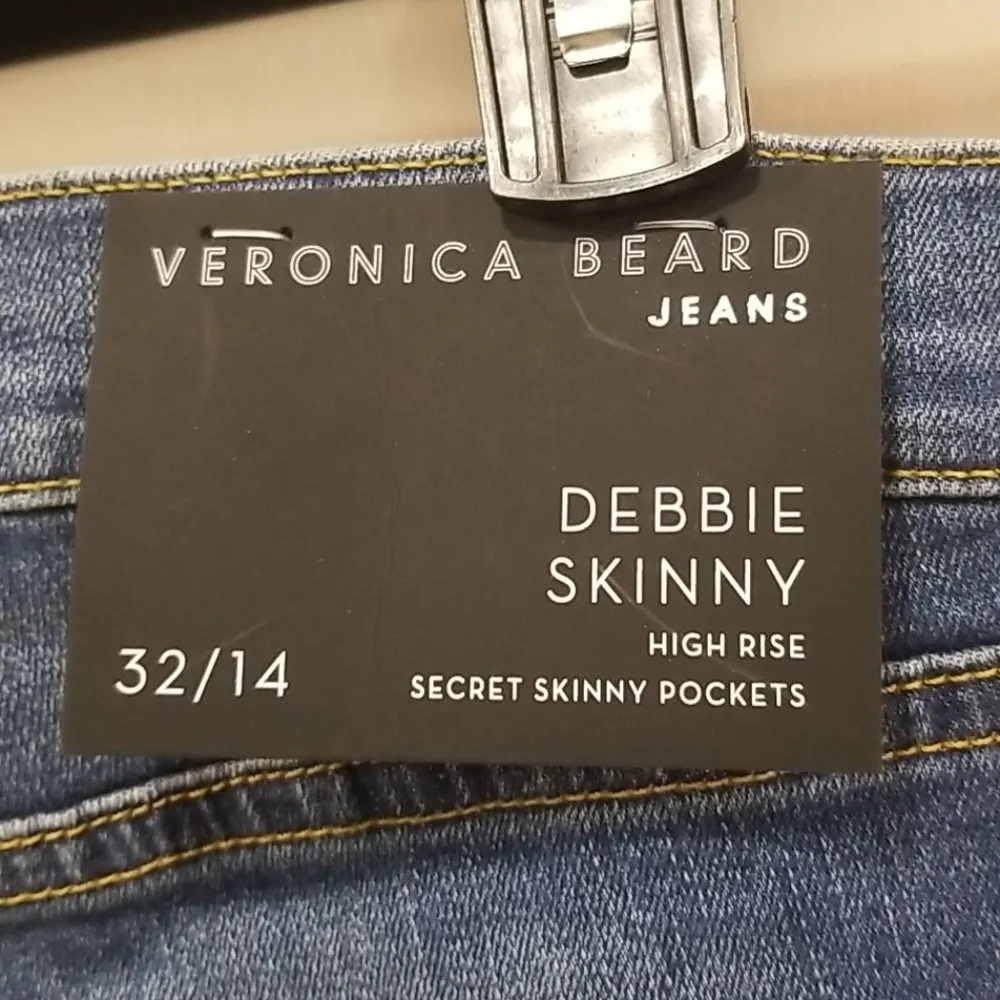 VERONICA BEARD
JEANS
DEBBIE
SKINNY
HIGH RISE
SECRET SKINNY POCKETS
32/14